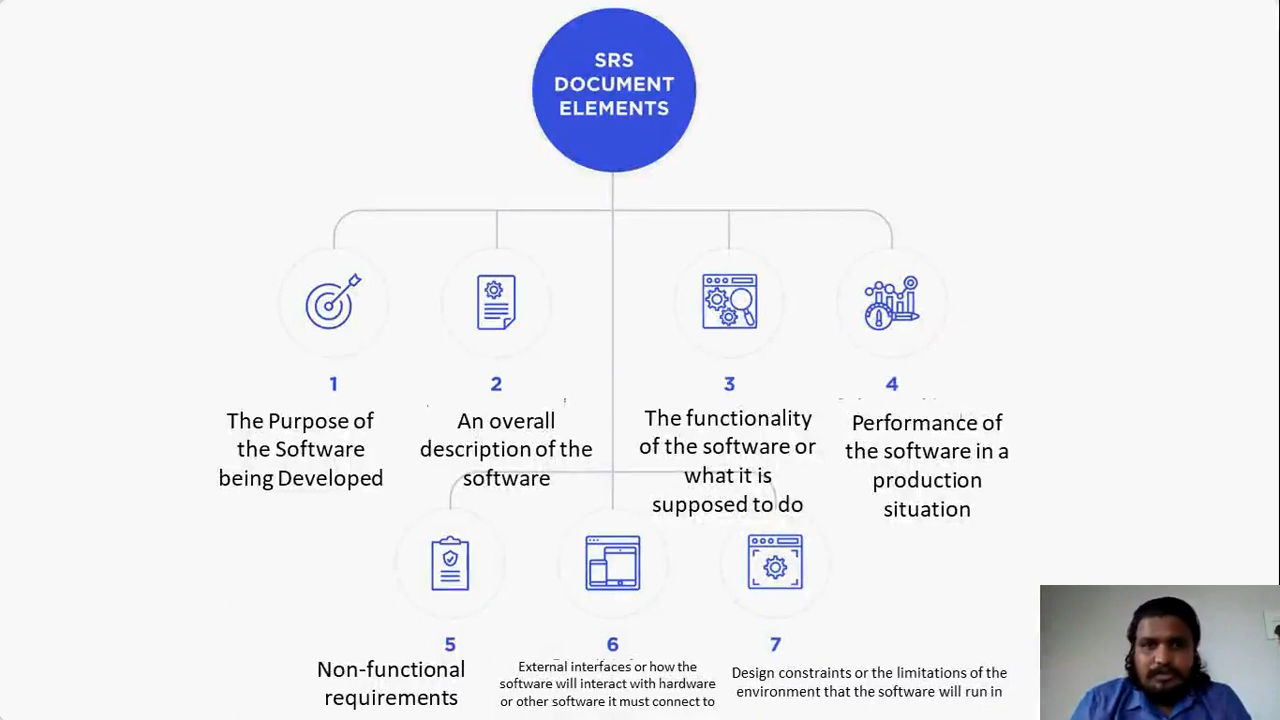 SRS
DOCUMENT
ELEMENTS
1
The Purpose of
the Software
being Developed
2
An overall
description of the
software
3
The functionality
of the software or
what it is
supposed to do
4
Performance of
the software in a
production
situation
5
Non-functional
requirements
6
External interfaces or how the
software will interact with hardware
or other software it must connect to
7
Design constraints or the limitations of the
environment that the software will run in